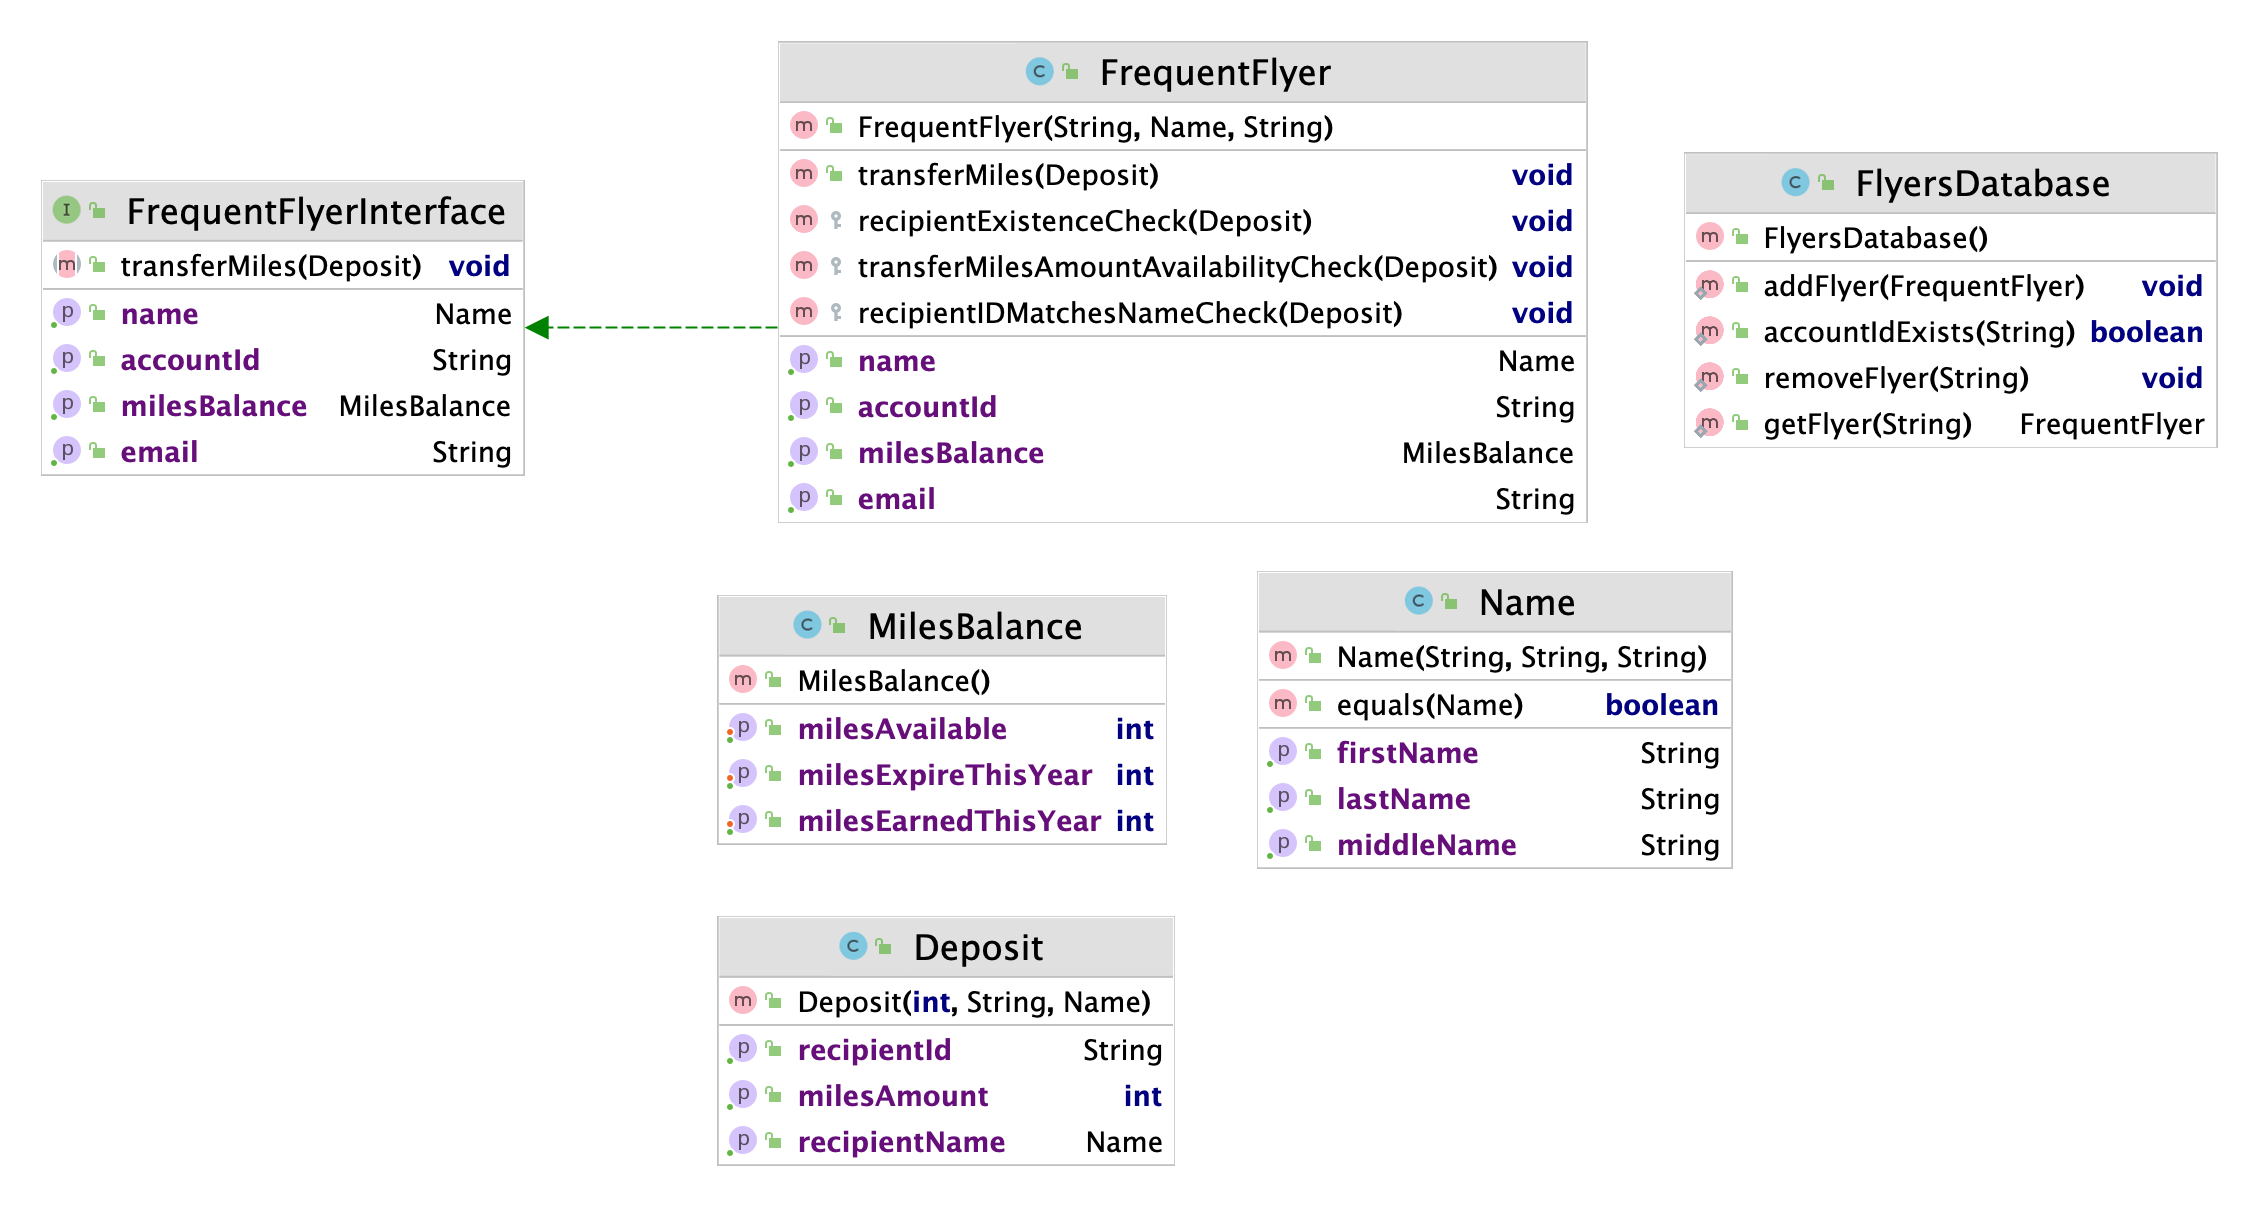 FrequentFlyerInterface
transferMiles(Deposit) void
name Name
accountId String
milesBalance MilesBalance
email String
FrequentFlyer
FrequentFlyer(String, Name, String)
transferMiles(Deposit) void
recipientExistenceCheck(Deposit) void
transferMilesAmountAvailabilityCheck(Deposit) void
recipientIDMatchesNameCheck(Deposit) void
name Name
accountId String
milesBalance MilesBalance
email String
FlyersDatabase
FlyersDatabase()
addFlyer(FrequentFlyer) void
accountIdExists(String) boolean
removeFlyer(String) void
getFlyer(String) FrequentFlyer
MilesBalance
MilesBalance()
milesAvailable int
milesExpireThisYear int
milesEarnedThisYear int
Name
Name(String, String, String)
equals(Name) boolean
firstName String
lastName String
middleName String
Deposit
Deposit(int, String, Name)
recipientId String
milesAmount int
recipientName Name